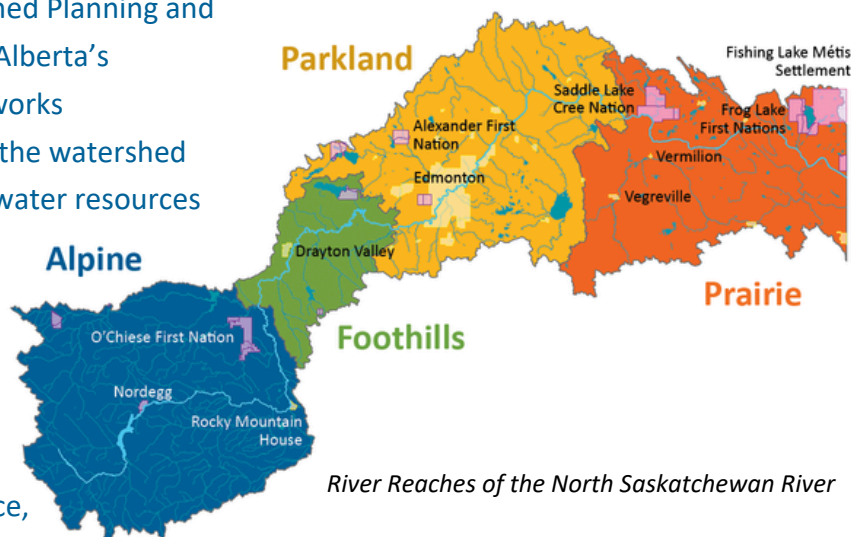 ned Planning and
Alberta's
works
the watershed
water resources
ce,
Parkland
Fishing Lake Métis
Settlement
Saddle Lake
Cree Nation
Frog Lake
First Nations
Alexander First
Nation
Edmonton
Vermilion
Vegreville
Drayton Valley
Alpine
Prairie
O'Chiese First Nation
Foothills
Nordegg
Rocky Mountain
House
River Reaches of the North Saskatchewan River